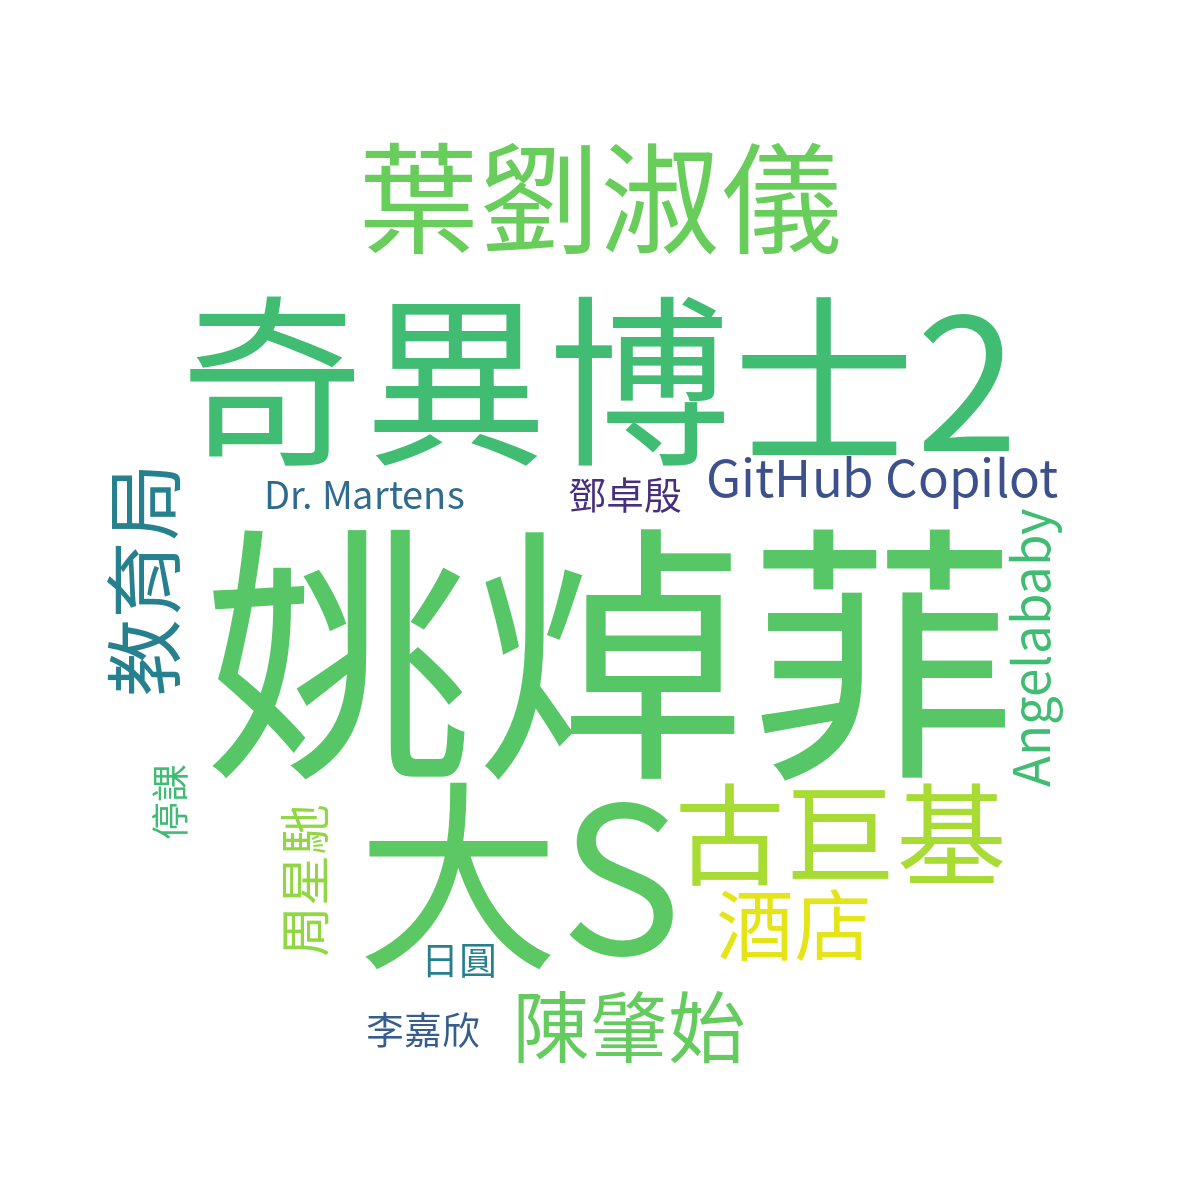 葉劉淑儀
奇異博士2
教育局
Dr. Martens
鄧卓殷
GitHub Copilot
姚焯菲
Angelababy
停課
周星馳
大S
古巨基
酒店
日圓
李嘉欣
陳肇始